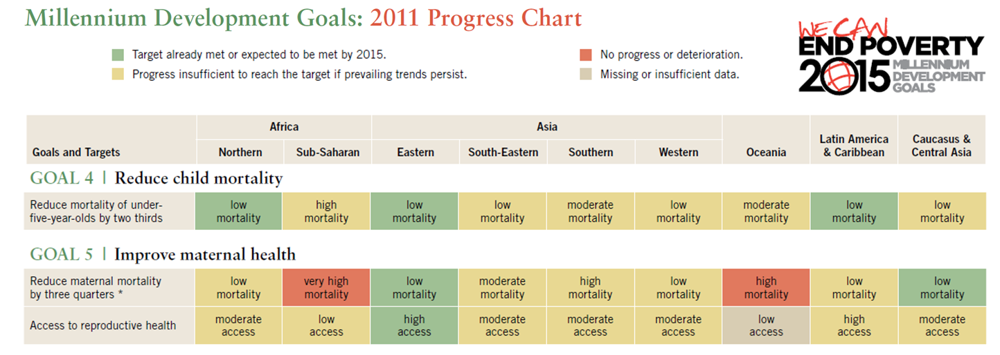 Millennium Development Goals: 2011 Progress Chart
WE CAN
END POVERTY
2015 MILLENNIUM
DEVELOPMENT
GOALS
Target already met or expected to be met by 2015.
No progress or deterioration.
Progress insufficient to reach the target if prevailing trends persist.
Missing or insufficient data.
Africa
Asia
Goals and Targets
Northern
Sub-Saharan
Eastern
South-Eastern
Southern
Western
Oceania
Latin America
& Caribbean
Caucasus &
Central Asia
GOAL 4 | Reduce child mortality
Reduce mortality of under-
five-year-olds by two thirds
low
mortality
high
mortality
low
mortality
low
mortality
moderate
mortality
low
mortality
moderate
mortality
low
mortality
low
mortality
GOAL 5 | Improve maternal health
Reduce maternal mortality
by three quarters *
low
mortality
very high
mortality
low
mortality
moderate
mortality
high
mortality
low
mortality
high
mortality
low
mortality
low
mortality
Access to reproductive health
moderate
access
low
access
high
access
moderate
access
moderate
access
moderate
access
low
access
high
access
moderate
access